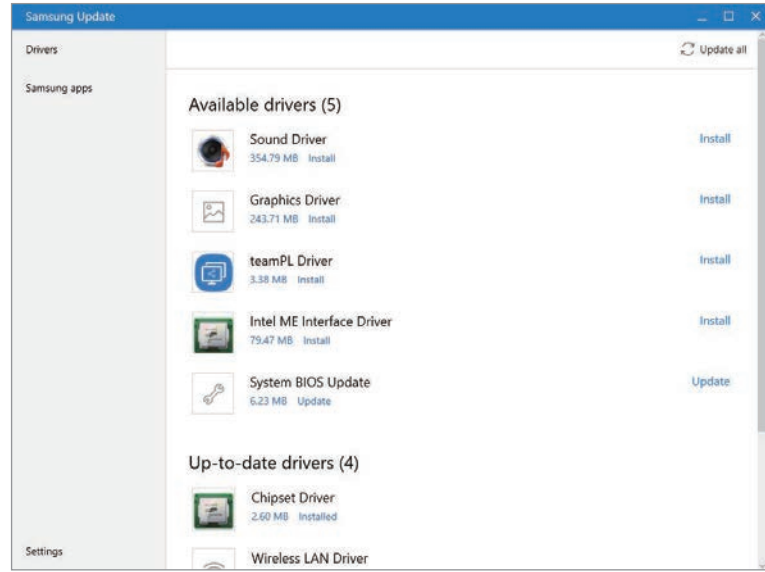 Samsung Update
Drivers
Update all
Samsung apps
Available drivers (5)
Sound Driver
354.79 MB Install
Install
Graphics Driver
243.71 MB Install
Install
teamPL Driver
3.38 MB Install
Install
Intel ME Interface Driver
79.47 MB Install
Install
System BIOS Update
6.23 MB Update
Update
Up-to-date drivers (4)
Chipset Driver
2.60 MB Installed
Wireless LAN Driver
Settings